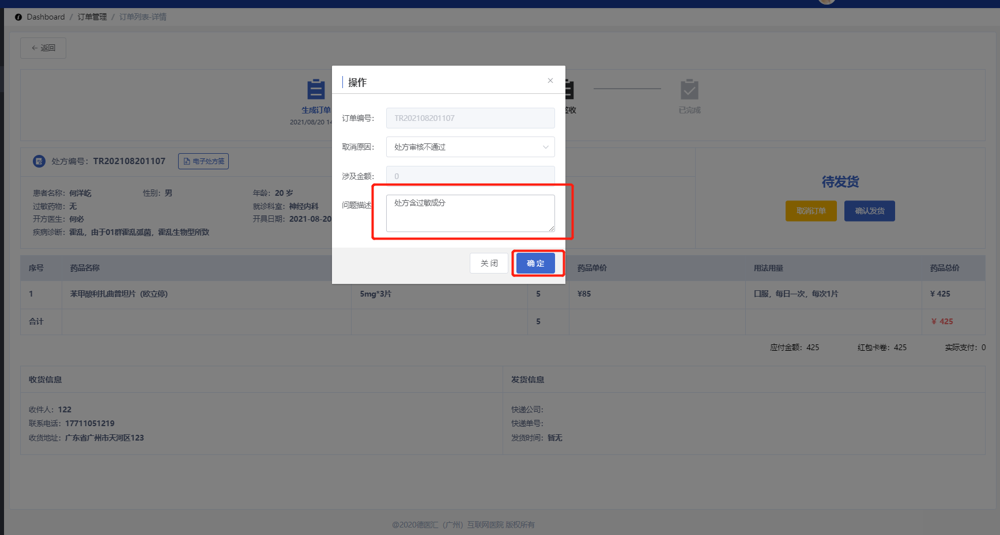 Dashboard / 订单管理 / 订单列表-详情
← 返回
生成订单
2021/08/20 14
签收
已完成
操作
×
订单编号：
TR202108201107
取消原因：
处方审核不通过
涉及金额：
0
问题描述
处方含过敏成分
关 闭
确 定
处方编号：TR202108201107
电子处方笺
患者名称：何洋屹
性别：男
年龄：20 岁
过敏药物：无
就诊科室：神经内科
开方医生：何必
开具日期：2021-08-20
疾病诊断：霍乱，由于01群霍乱弧菌，霍乱生物型所致
待发货
取消订单
确认发货
序号
药品名称
药品单价
用法用量
药品总价
1
苯甲酸利扎曲普坦片（欧立停）
5mg*3片
5
¥85
口服，每日一次，每次1片
¥ 425
合计
5
¥ 425
应付金额：425
红包卡卷：425
实际支付：0
收货信息
收件人：122
联系电话：17711051219
收货地址：广东省广州市天河区123
发货信息
快递公司：
快递单号：
发货时间：暂无
@2020德医汇（广州）互联网医院 版权所有